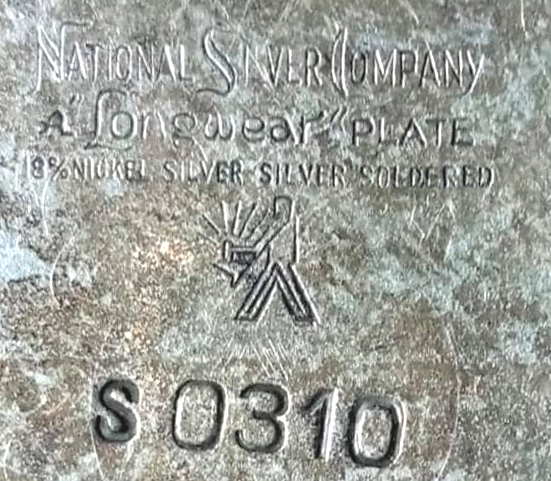 NATIONAL SILVER COMPANY
A "Longwear" PLATE
18% NICKEL SILVER SILVER SOLDERED
S 0310